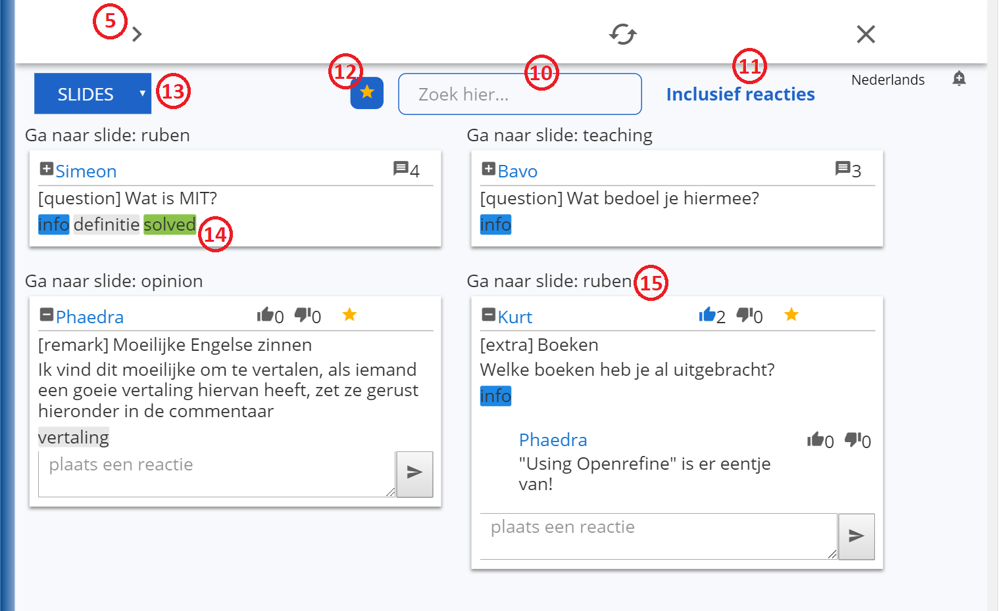 5
12
10
11
SLIDES
13
Zoek hier...
Inclusief reacties
Nederlands
Ga naar slide: ruben
Simeon
4
[question] Wat is MIT?
info definitie solved
14
Ga naar slide: teaching
Bavo
3
[question] Wat bedoel je hiermee?
info
Ga naar slide: opinion
Phaedra
0 0
[remark] Moeilijke Engelse zinnen
Ik vind dit moeilijke om te vertalen, als iemand
een goeie vertaling hiervan heeft, zet ze gerust
hieronder in de commentaar
vertaling
plaats een reactie
Ga naar slide: ruben
15
Kurt
2 0
[extra] Boeken
Welke boeken heb je al uitgebracht?
info
Phaedra
0 0
"Using Openrefine" is er eentje
van!
plaats een reactie